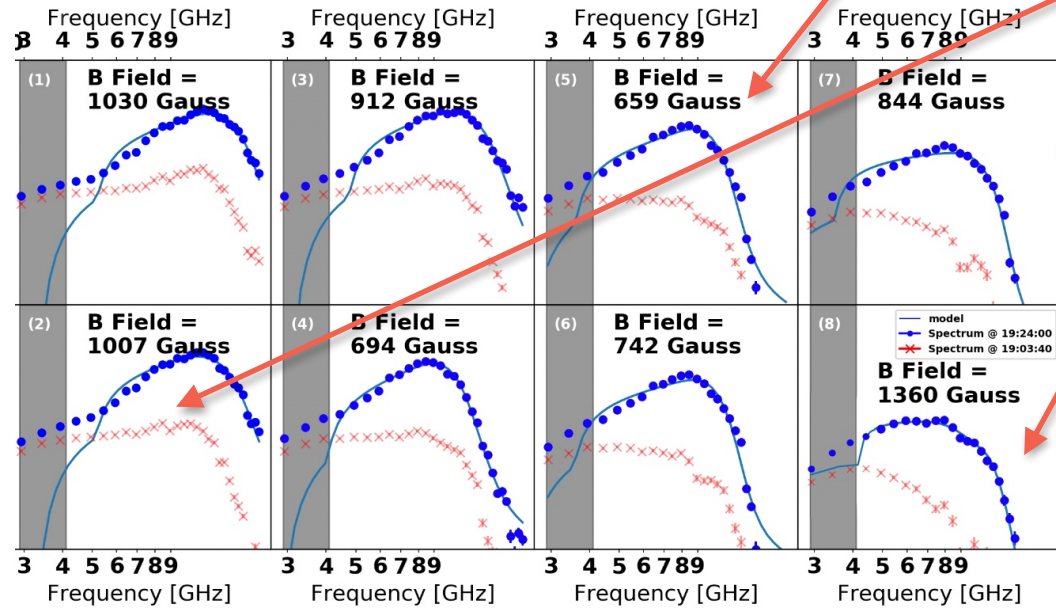 Frequency [GHz] Frequency [GHz] Frequency [GHz] Frequency [GHz]
3 4 5 6 7 8 9 3 4 5 6 7 8 9 3 4 5 6 7 8 9 3 4 5 6 7 8 9
(1) B Field = (3) B Field = (5) B Field = (7) B Field =
1030 Gauss 912 Gauss 659 Gauss 844 Gauss
(2) B Field = (4) B Field = (6) B Field = (8) model
1007 Gauss 694 Gauss 742 Gauss Spectrum @ 19:24:00
Spectrum @ 19:03:40
B Field =
1360 Gauss
3 4 5 6 7 8 9 3 4 5 6 7 8 9 3 4 5 6 7 8 9 3 4 5 6 7 8 9
Frequency [GHz] Frequency [GHz] Frequency [GHz] Frequency [GHz]